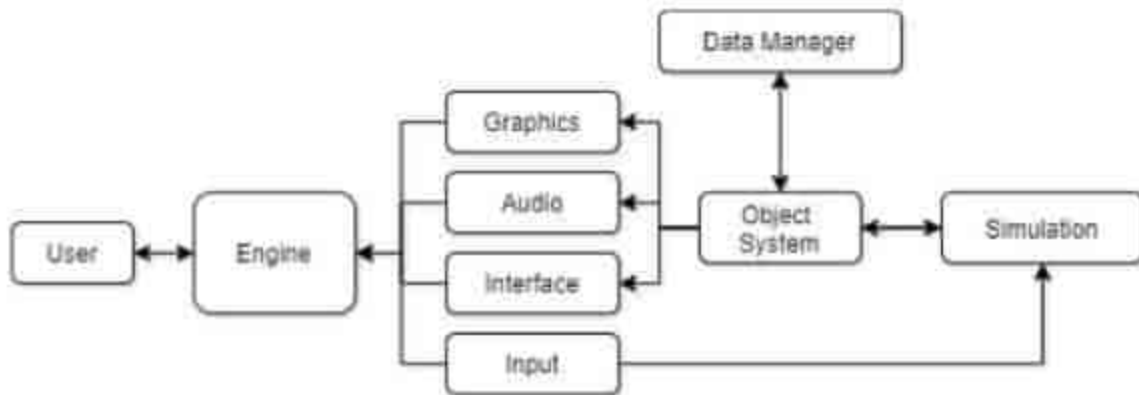 Data Manager
Graphics
Audio
Object
System
Simulation
User
Engine
Interface
Input